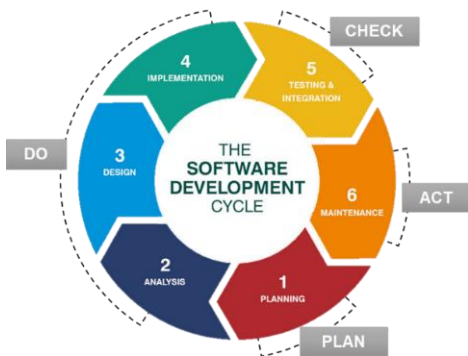 CHECK
4
IMPLEMENTATION
5
TESTING &
INTEGRATION
DO
3
DESIGN
THE
SOFTWARE
DEVELOPMENT
CYCLE
6
MAINTENANCE
ACT
2
ANALYSIS
1
PLANNING
PLAN